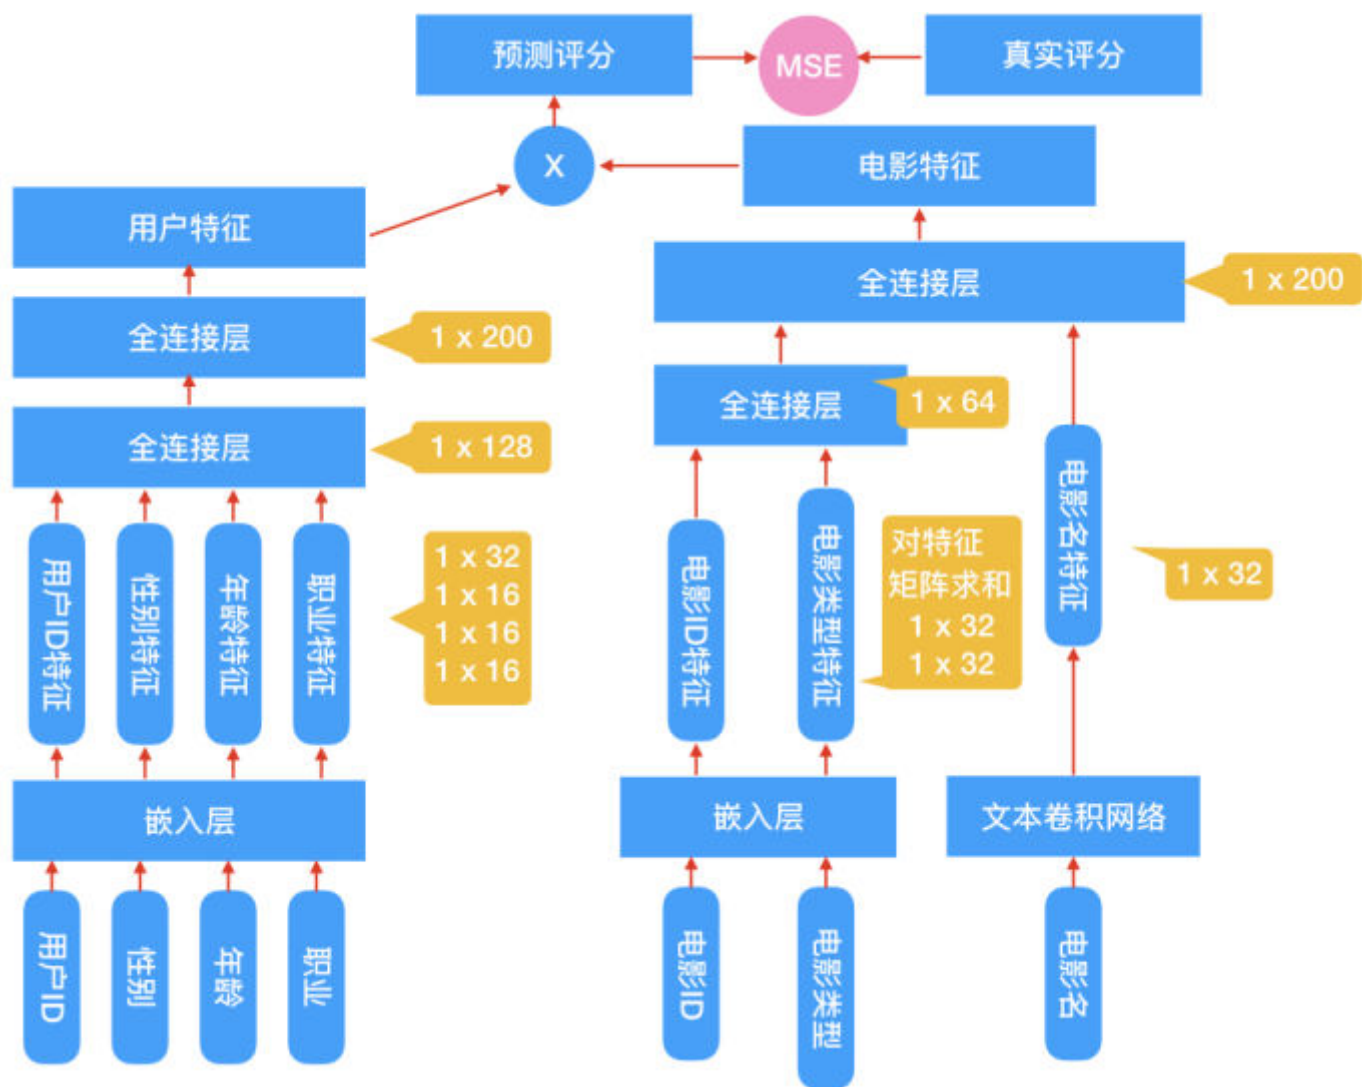 预测评分
MSE
真实评分
X
电影特征
用户特征
全连接层
1 x 200
全连接层
1 x 200
全连接层
1 x 64
全连接层
1 x 128
用户ID特征
性别特征
年龄特征
职业特征
1 x 32
1 x 16
1 x 16
1 x 16
电影ID特征
电影类型特征
对特征
矩阵求和
1 x 32
1 x 32
电影名特征
1 x 32
嵌入层
嵌入层
文本卷积网络
用户ID
性别
年龄
职业
电影ID
电影类型
电影名